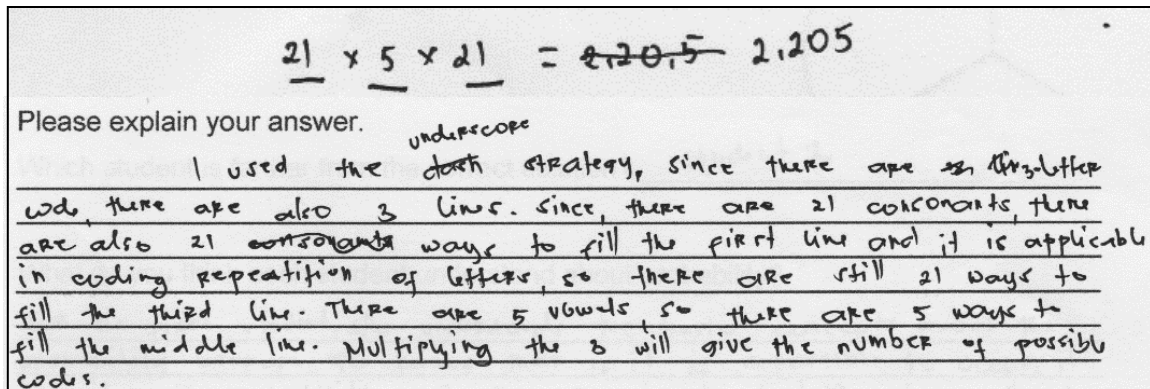 21 x 5 x 21 = 2,20,5 2,205
Please explain your answer.
underscore
I used the dash strategy, since there are three-letter
code, there are also 3 lines. Since, there are 21 consonants, there
are also 21 consonants ways to fill the first line and it is applicable
in coding repeatition of letters, so there are still 21 ways to
fill the third line. There are 5 vowels, so there are 5 ways to
fill the middle line. Multiplying the 3 will give the number of possible
codes.